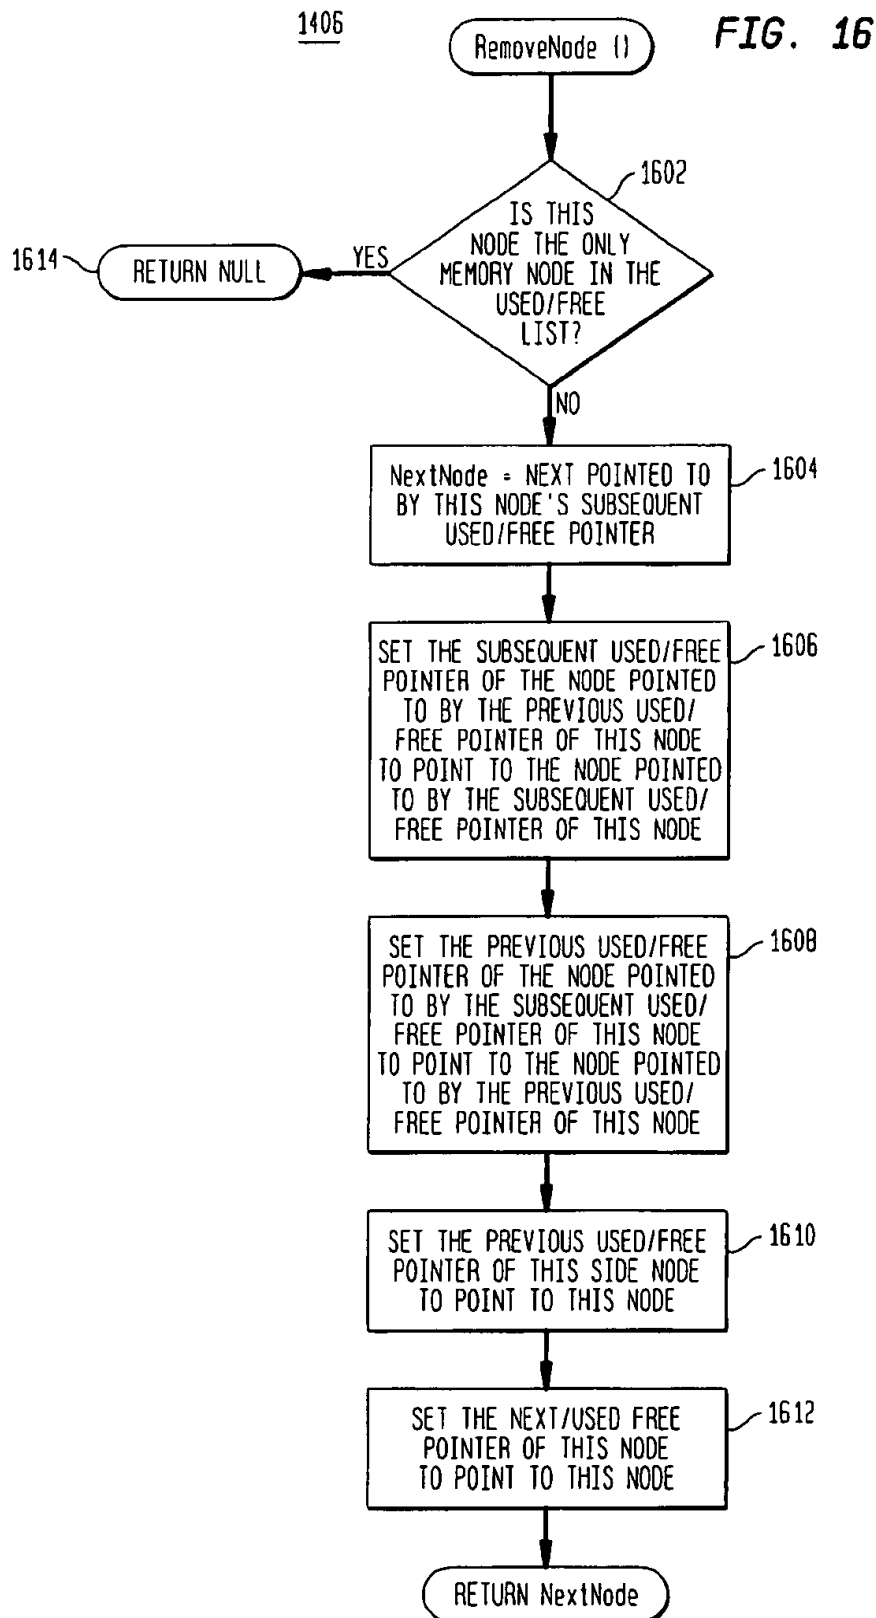 1406
FIG. 16
RemoveNode ()
1602
IS THIS
NODE THE ONLY
MEMORY NODE IN THE
USED/FREE
LIST?
YES
1614
RETURN NULL
NO
1604
NextNode = NEXT POINTED TO
BY THIS NODE'S SUBSEQUENT
USED/FREE POINTER
1606
SET THE SUBSEQUENT USED/FREE
POINTER OF THE NODE POINTED
TO BY THE PREVIOUS USED/
FREE POINTER OF THIS NODE
TO POINT TO THE NODE POINTED
TO BY THE SUBSEQUENT USED/
FREE POINTER OF THIS NODE
1608
SET THE PREVIOUS USED/FREE
POINTER OF THE NODE POINTED
TO BY THE SUBSEQUENT USED/
FREE POINTER OF THIS NODE
TO POINT TO THE NODE POINTED
TO BY THE PREVIOUS USED/
FREE POINTER OF THIS NODE
1610
SET THE PREVIOUS USED/FREE
POINTER OF THIS SIDE NODE
TO POINT TO THIS NODE
1612
SET THE NEXT/USED FREE
POINTER OF THIS NODE
TO POINT TO THIS NODE
RETURN NextNode